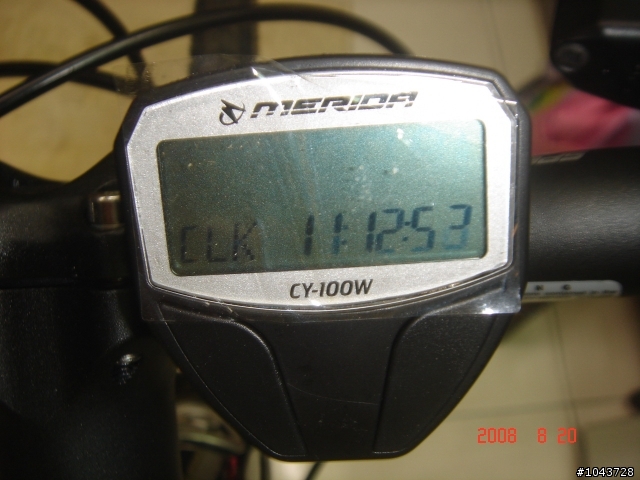 MERIDA
CLK 11:12:53
CY-100W
2008 8 20
#1043728